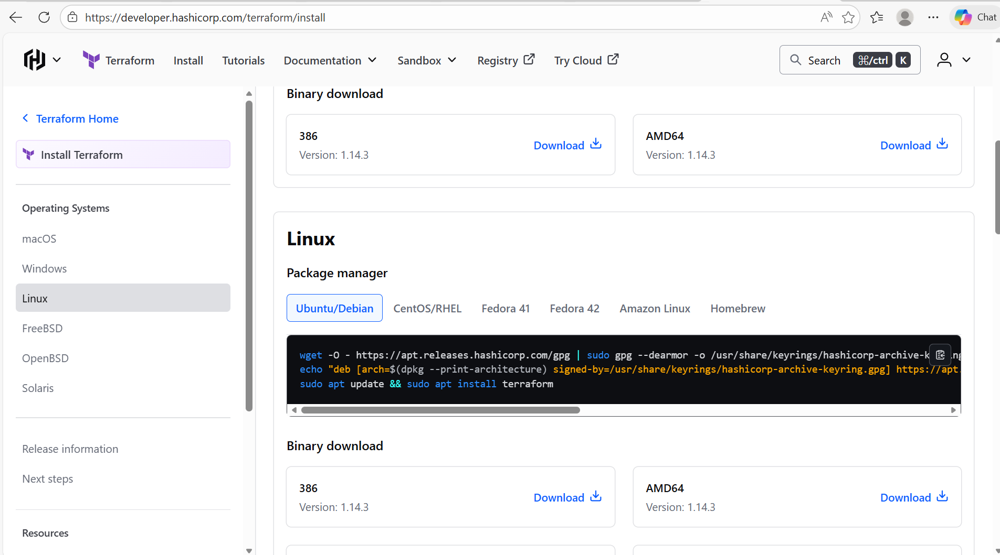 https://developer.hashicorp.com/terraform/install
Chat
Terraform
Install
Tutorials
Documentation
Sandbox
Registry
Try Cloud
Search
⌘/ctrl
K
Terraform Home
Install Terraform
Operating Systems
macOS
Windows
Linux
FreeBSD
OpenBSD
Solaris
Release information
Next steps
Resources
Binary download
386
Version: 1.14.3
Download
AMD64
Version: 1.14.3
Download
Linux
Package manager
Ubuntu/Debian
CentOS/RHEL
Fedora 41
Fedora 42
Amazon Linux
Homebrew
wget -O - https://apt.releases.hashicorp.com/gpg | sudo gpg --dearmor -o /usr/share/keyrings/hashicorp-archive-k
echo "deb [arch=$(dpkg --print-architecture) signed-by=/usr/share/keyrings/hashicorp-archive-keyring.gpg] https://apt.
sudo apt update && sudo apt install terraform
Binary download
386
Version: 1.14.3
Download
AMD64
Version: 1.14.3
Download